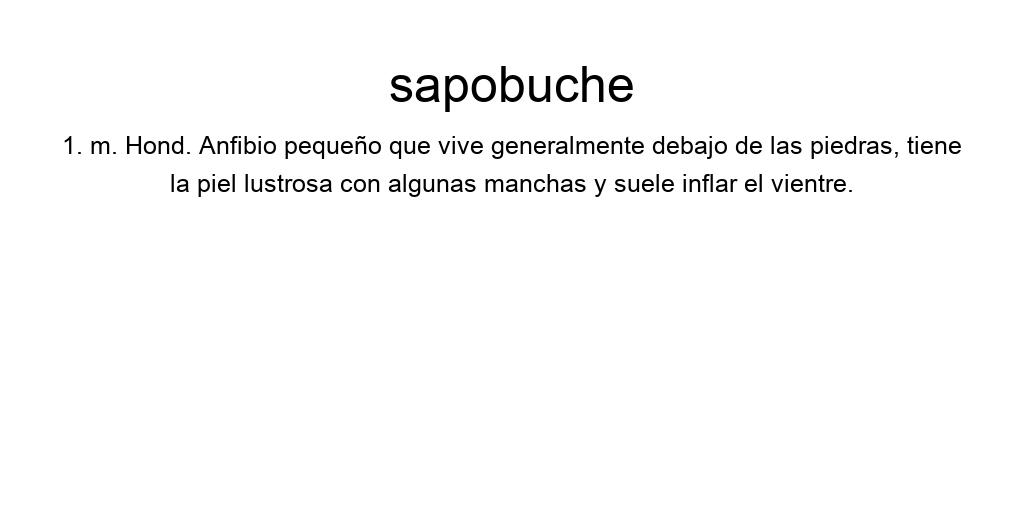 sapobuche
1. m. Hond. Anfibio pequeño que vive generalmente debajo de las piedras, tiene
la piel lustrosa con algunas manchas y suele inflar el vientre.